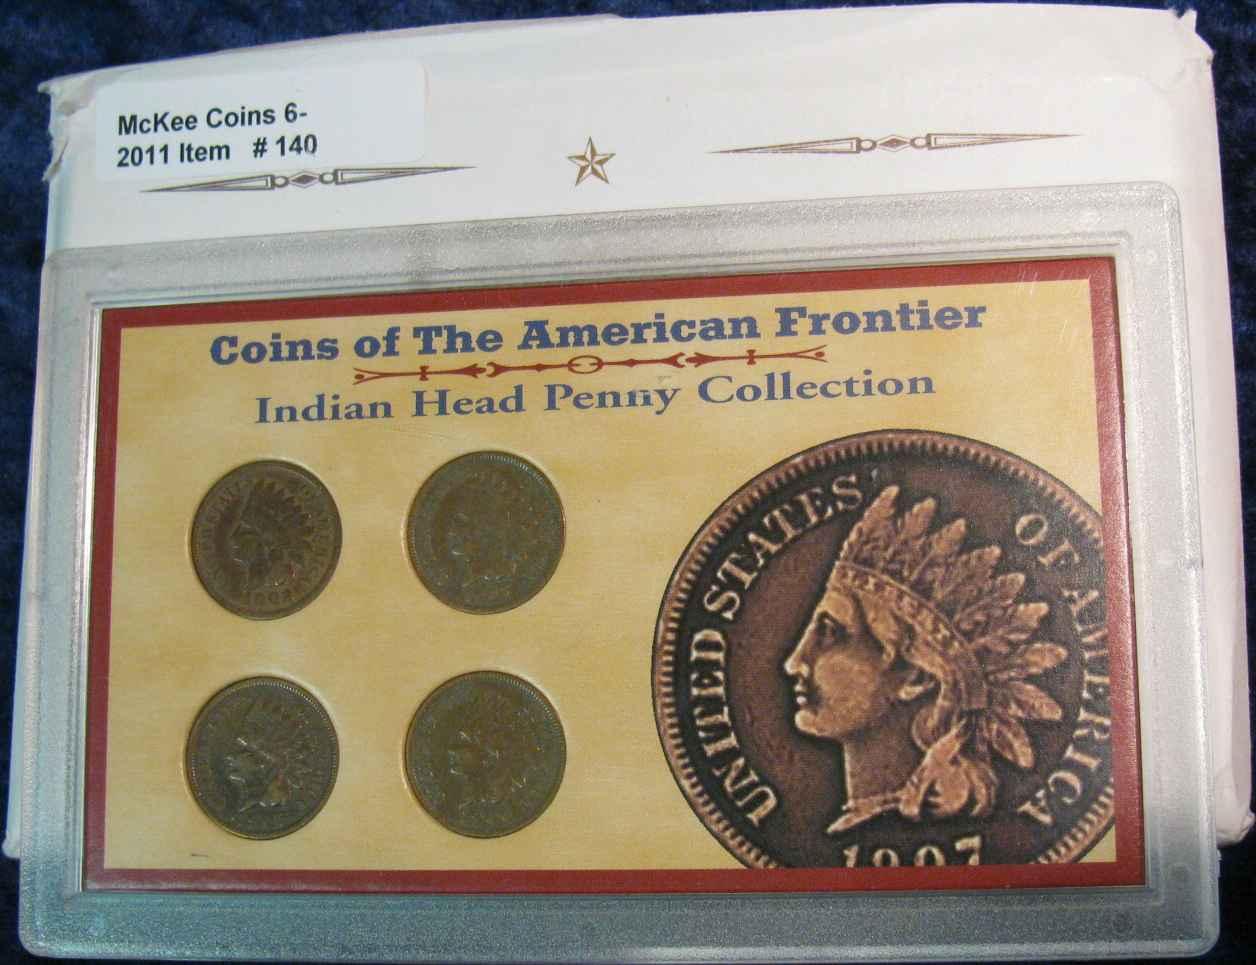 McKee Coins 6-
2011 Item # 140
Coins of The American Frontier
Indian Head Penny Collection
UNITED STATES OF AMERICA
1907